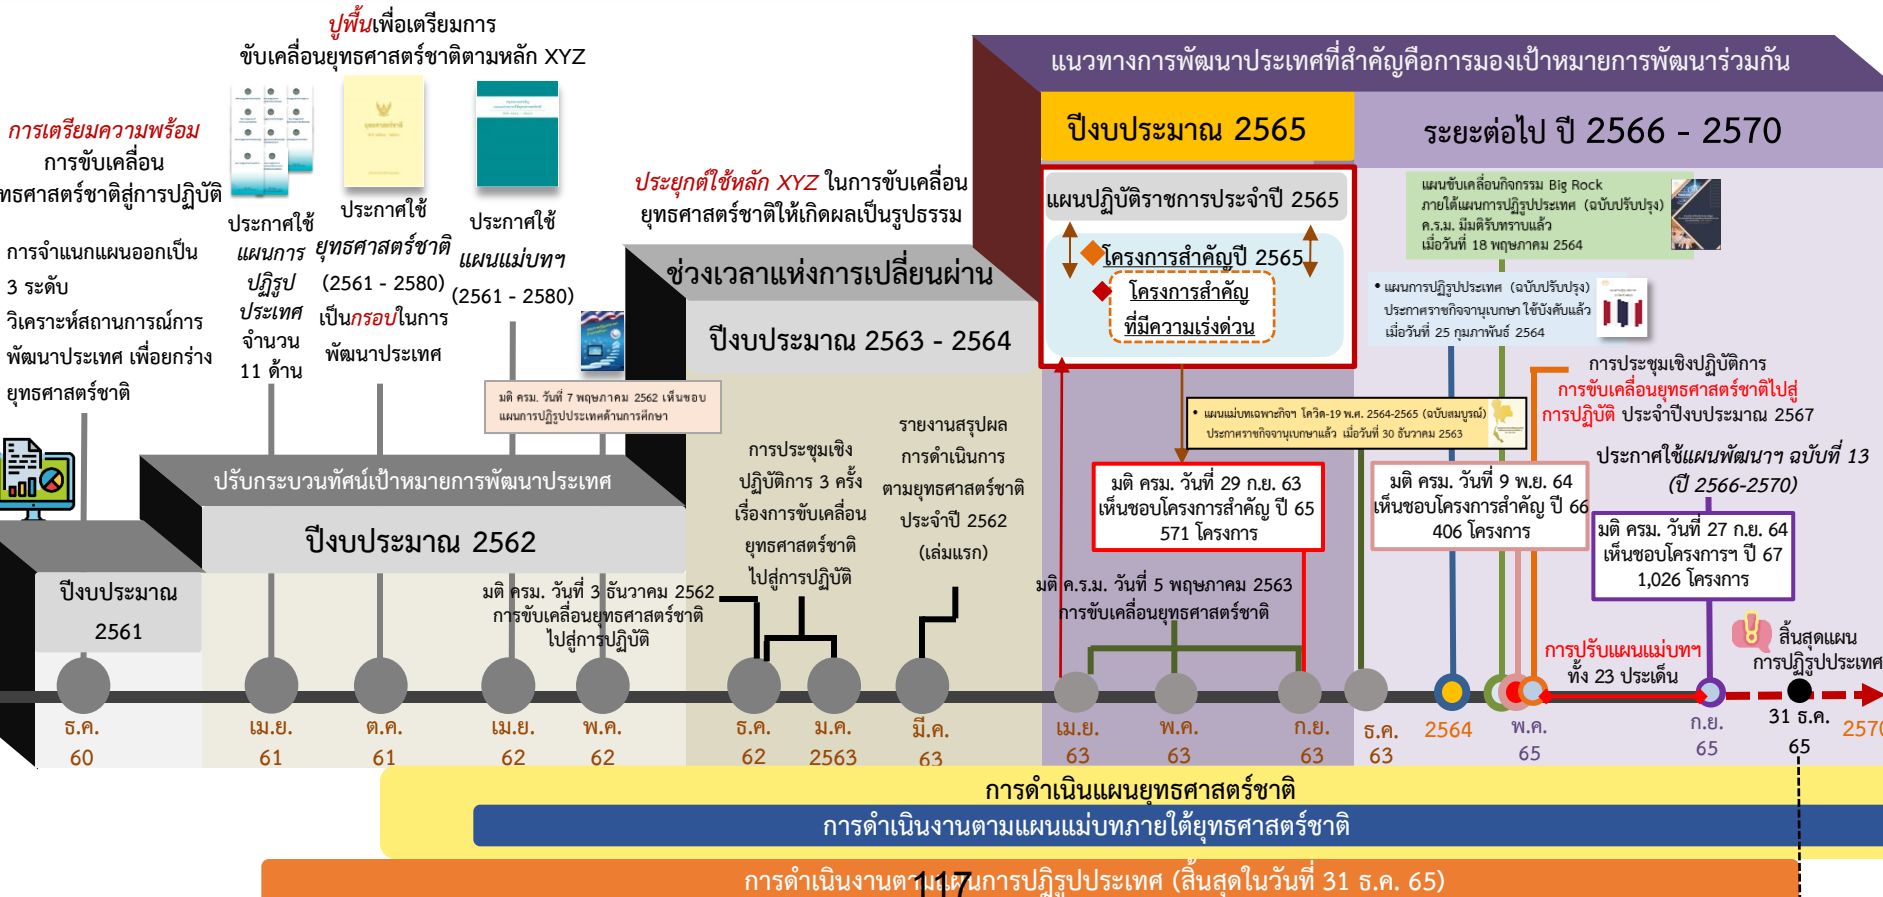 ปูพื้นเพื่อเตรียมการ
ขับเคลื่อนยุทธศาสตร์ชาติตามหลัก XYZ
การเตรียมความพร้อม
การขับเคลื่อน
ทธศาสตร์ชาติสู่การปฏิบัติ
การจำแนกแผนออกเป็น
3 ระดับ
วิเคราะห์สถานการณ์การ
พัฒนาประเทศ เพื่อยกร่าง
ยุทธศาสตร์ชาติ
ประกาศใช้
แผนการ
ปฏิรูป
ประเทศ
จำนวน
11 ด้าน
ยุทธศาสตร์ชาติ
ประกาศใช้
ยุทธศาสตร์ชาติ
(2561 - 2580)
เป็นกรอบในการ
พัฒนาประเทศ
ประกาศใช้
แผนแม่บทฯ
(2561 - 2580)
มติ ครม. วันที่ 7 พฤษภาคม 2562 เห็นชอบ
แผนการปฏิรูปประเทศด้านการศึกษา
ประยุกต์ใช้หลัก XYZ ในการขับเคลื่อน
ยุทธศาสตร์ชาติให้เกิดผลเป็นรูปธรรม
แนวทางการพัฒนาประเทศที่สำคัญคือการมองเป้าหมายการพัฒนาร่วมกัน
ปีงบประมาณ 2565
ระยะต่อไป ปี 2566 - 2570
แผนปฏิบัติราชการประจำปี 2565
โครงการสำคัญปี 2565
โครงการสำคัญ
ที่มีความเร่งด่วน
แผนขับเคลื่อนกิจกรรม Big Rock
ภายใต้แผนการปฏิรูปประเทศ (ฉบับปรับปรุง)
ค.ร.ม. มีมติรับทราบแล้ว
เมื่อวันที่ 18 พฤษภาคม 2564
• แผนการปฏิรูปประเทศ (ฉบับปรับปรุง)
ประกาศราชกิจจานุเบกษา ใช้บังคับแล้ว
เมื่อวันที่ 25 กุมภาพันธ์ 2564
การประชุมเชิงปฏิบัติการ
การขับเคลื่อนยุทธศาสตร์ชาติไปสู่
การปฏิบัติ ประจำปีงบประมาณ 2567
• แผนแม่บทเฉพาะกิจฯ โควิด-19 พ.ศ. 2564-2565 (ฉบับสมบูรณ์)
ประกาศราชกิจจานุเบกษาแล้ว เมื่อวันที่ 30 ธันวาคม 2563
ประกาศใช้แผนพัฒนาฯ ฉบับที่ 13
(ปี 2566-2570)
ช่วงเวลาแห่งการเปลี่ยนผ่าน
ปีงบประมาณ 2563 - 2564
การประชุมเชิง
ปฏิบัติการ 3 ครั้ง
เรื่องการขับเคลื่อน
ยุทธศาสตร์ชาติ
ไปสู่การปฏิบัติ
รายงานสรุปผล
การดำเนินการ
ตามยุทธศาสตร์ชาติ
ประจำปี 2562
(เล่มแรก)
มติ ครม. วันที่ 29 ก.ย. 63
เห็นชอบโครงการสำคัญ ปี 65
571 โครงการ
มติ ครม. วันที่ 9 พ.ย. 64
เห็นชอบโครงการสำคัญ ปี 66
406 โครงการ
มติ ครม. วันที่ 27 ก.ย. 64
เห็นชอบโครงการฯ ปี 67
1,026 โครงการ
ปรับกระบวนทัศน์เป้าหมายการพัฒนาประเทศ
ปีงบประมาณ 2562
ปีงบประมาณ
2561
มติ ครม. วันที่ 3 ธันวาคม 2562
การขับเคลื่อนยุทธศาสตร์ชาติ
ไปสู่การปฏิบัติ
มติ ค.ร.ม. วันที่ 5 พฤษภาคม 2563
การขับเคลื่อนยุทธศาสตร์ชาติ
การปรับแผนแม่บทฯ
ทั้ง 23 ประเด็น
สิ้นสุดแผน
การปฏิรูปประเทศ
ธ.ค.
60
เม.ย.
61
ต.ค.
61
เม.ย.
62
พ.ค.
62
ธ.ค.
62
ม.ค.
2563
มี.ค.
63
เม.ย.
63
พ.ค.
63
ก.ย.
63
ธ.ค.
63
2564
พ.ค.
65
ก.ย.
65
31 ธ.ค.
65
2570
การดำเนินแผนยุทธศาสตร์ชาติ
การดำเนินงานตามแผนแม่บทภายใต้ยุทธศาสตร์ชาติ
การดำเนินงานตามแผนการปฏิรูปประเทศ (สิ้นสุดในวันที่ 31 ธ.ค. 65)
117